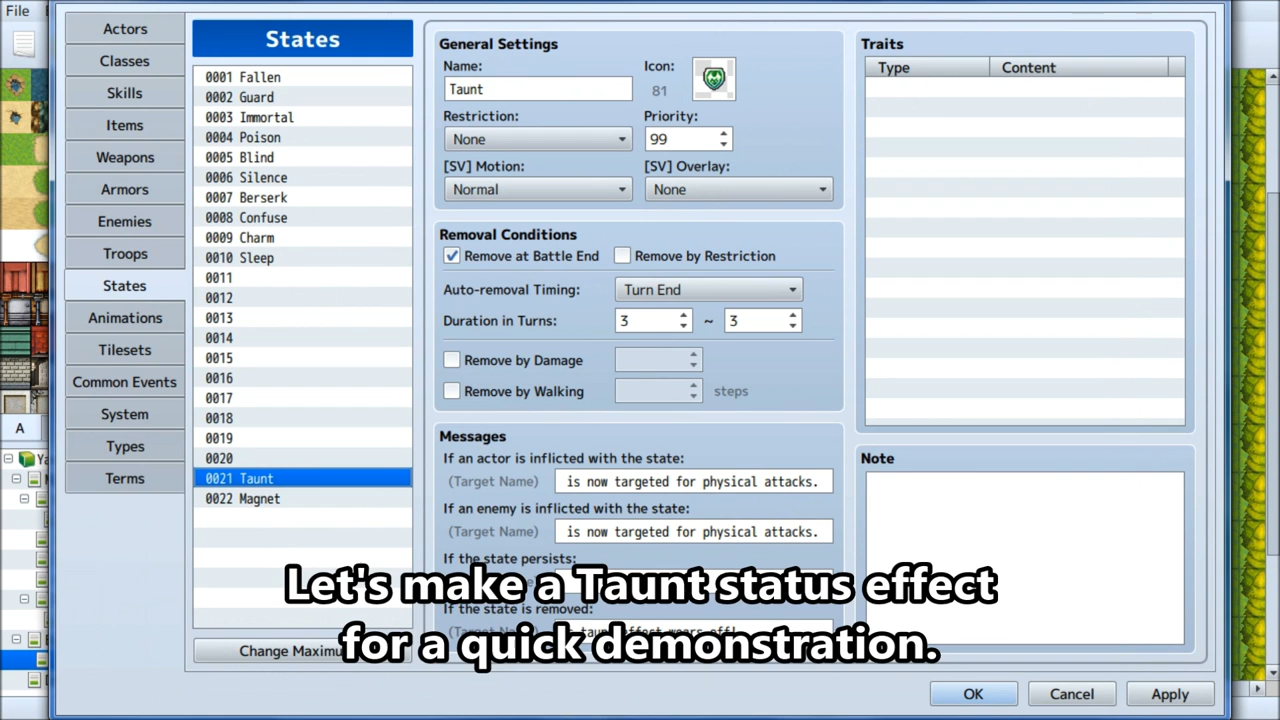 File
Actors
Classes
Skills
Items
Weapons
Armors
Enemies
Troops
States
Animations
Tilesets
Common Events
System
Types
Terms
A
States
0001 Fallen
0002 Guard
0003 Immortal
0004 Poison
0005 Blind
0006 Silence
0007 Berserk
0008 Confuse
0009 Charm
0010 Sleep
0011
0012
0013
0014
0015
0016
0017
0018
0019
0020
0021 Taunt
0022 Magnet
Change Maximu
General Settings
Name: Icon:
Taunt 81
Restriction: Priority:
None 99
[SV] Motion: [SV] Overlay:
Normal None
Removal Conditions
Remove at Battle End Remove by Restriction
Auto-removal Timing: Turn End
Duration in Turns: 3 ~ 3
Remove by Damage
Remove by Walking steps
Messages
If an actor is inflicted with the state:
(Target Name) is now targeted for physical attacks.
If an enemy is inflicted with the state:
(Target Name) is now targeted for physical attacks.
If the state persists:
If the state is removed:
Traits
Type Content
Note
Let's make a Taunt status effect
for a quick demonstration.
OK Cancel Apply